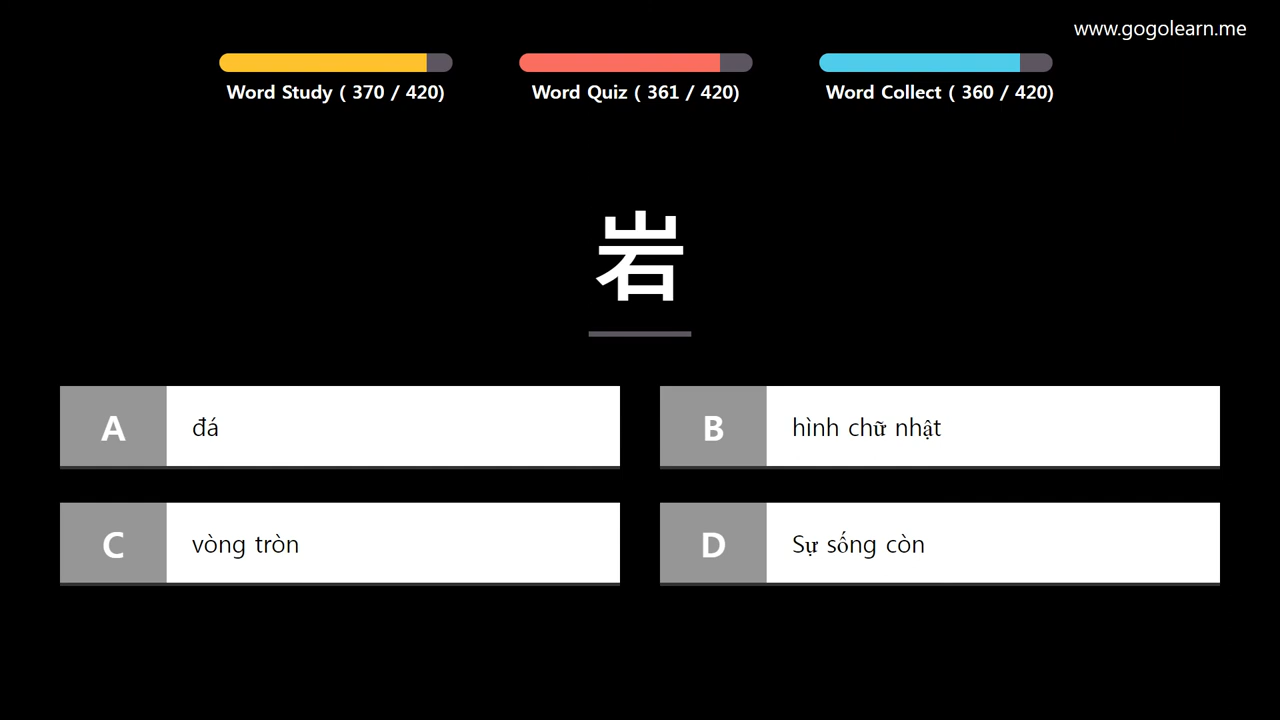 www.gogolearn.me
Word Study ( 370 / 420)
Word Quiz ( 361 / 420)
Word Collect ( 360 / 420)
岩
A đá
B hình chữ nhật
C vòng tròn
D Sự sống còn